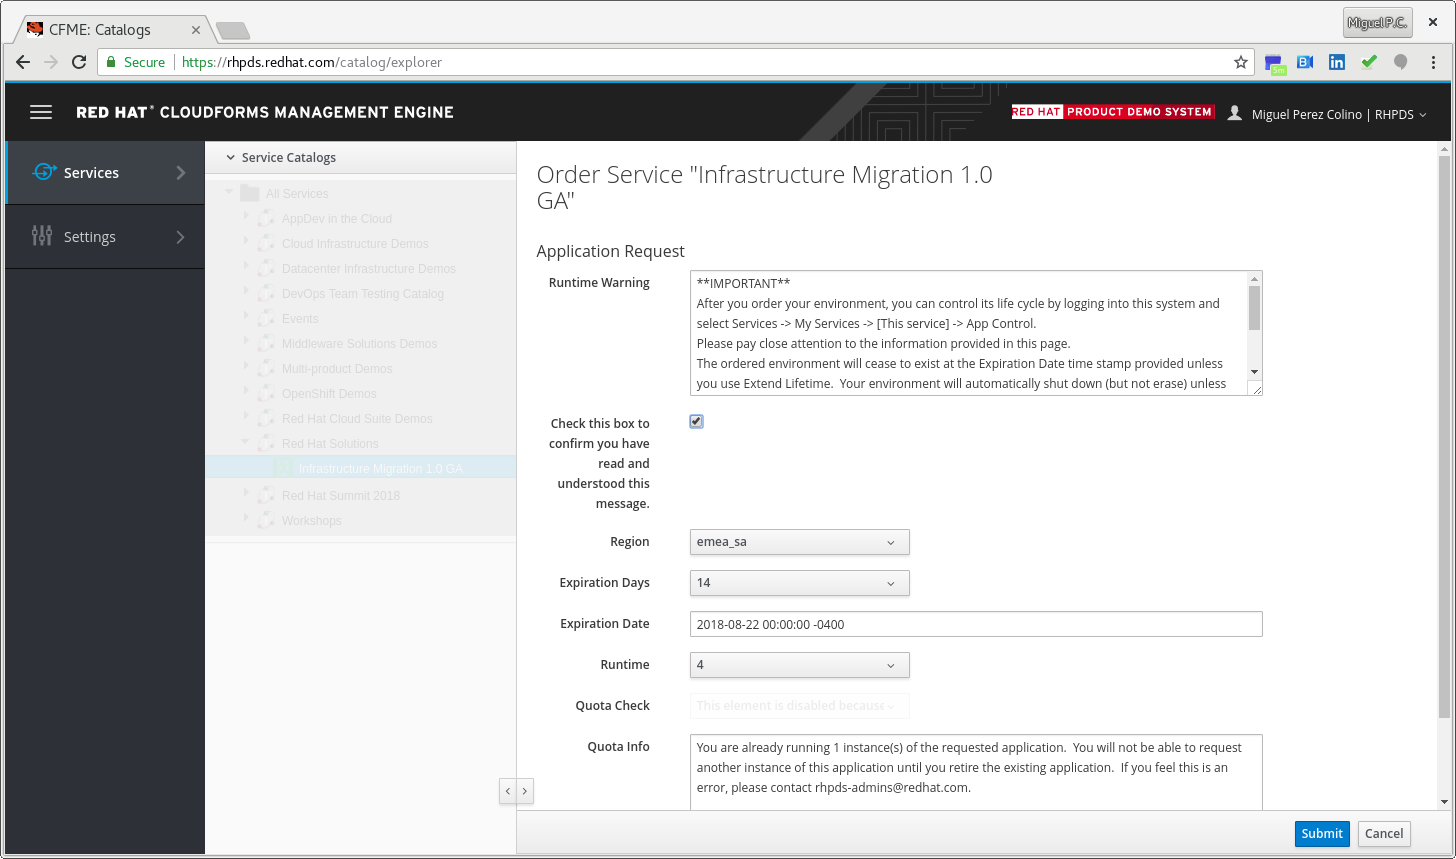 CFME: Catalogs
Miguel P.C.
Secure
https://rhpds.redhat.com/catalog/explorer
5m
RED HAT® CLOUDFORMS MANAGEMENT ENGINE
RED HAT PRODUCT DEMO SYSTEM
Miguel Perez Colino | RHPDS
Services
Settings
Service Catalogs
All Services
AppDev in the Cloud
Cloud Infrastructure Demos
Datacenter Infrastructure Demos
DevOps Team Testing Catalog
Events
Middleware Solutions Demos
Multi-product Demos
OpenShift Demos
Red Hat Cloud Suite Demos
Red Hat Solutions
Infrastructure Migration 1.0 GA
Red Hat Summit 2018
Workshops
Order Service "Infrastructure Migration 1.0
GA"
Application Request
Runtime Warning
**IMPORTANT**
After you order your environment, you can control its life cycle by logging into this system and
select Services -> My Services -> [This service] -> App Control.
Please pay close attention to the information provided in this page.
The ordered environment will cease to exist at the Expiration Date time stamp provided unless
you use Extend Lifetime.  Your environment will automatically shut down (but not erase) unless
Check this box to
confirm you have
read and
understood this
message.
Region
emea_sa
Expiration Days
14
Expiration Date
2018-08-22 00:00:00 -0400
Runtime
4
Quota Check
This element is disabled because
Quota Info
You are already running 1 instance(s) of the requested application.  You will not be able to request
another instance of this application until you retire the existing application.  If you feel this is an
error, please contact rhpds-admins@redhat.com.
Submit
Cancel